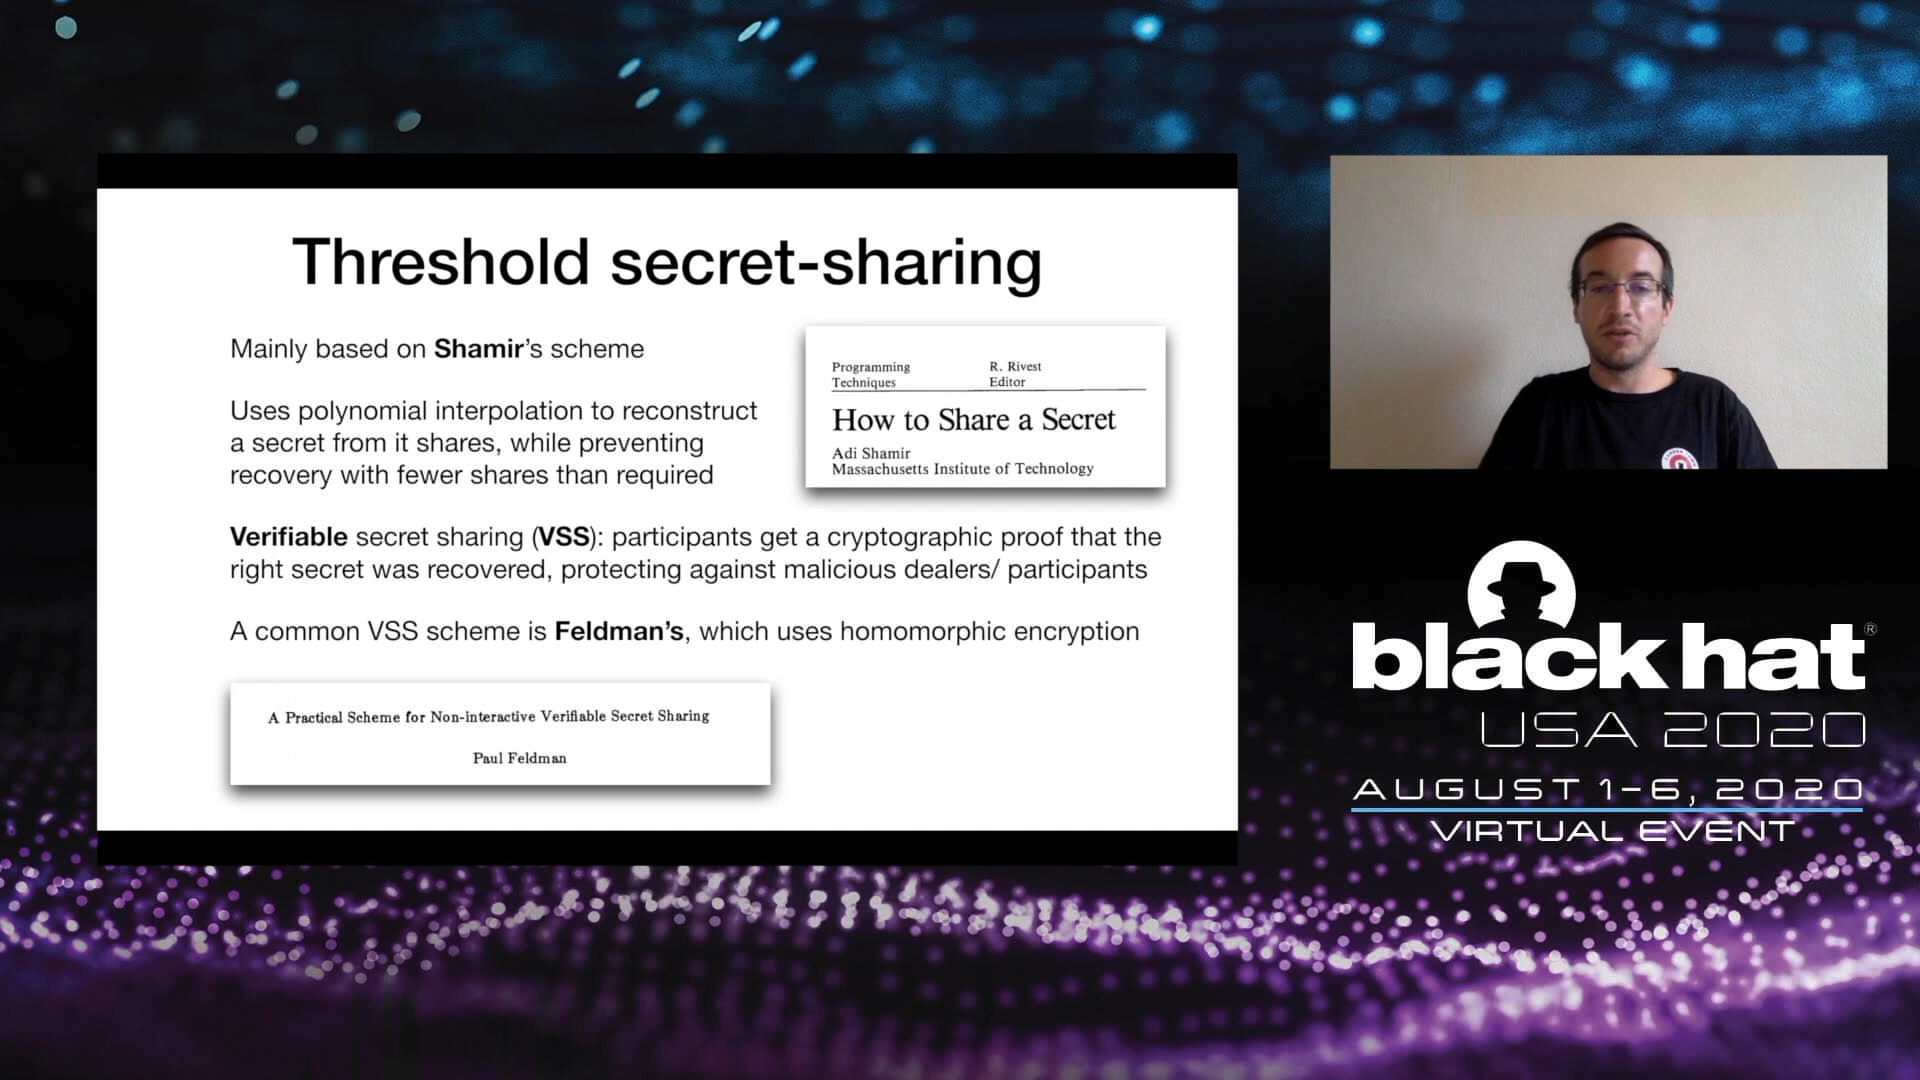 Threshold secret-sharing
Mainly based on Shamir's scheme
Uses polynomial interpolation to reconstruct
a secret from it shares, while preventing
recovery with fewer shares than required
Programming
Techniques
R. Rivest
Editor
How to Share a Secret
Adi Shamir
Massachusetts Institute of Technology
Verifiable secret sharing (VSS): participants get a cryptographic proof that the
right secret was recovered, protecting against malicious dealers/ participants
A common VSS scheme is Feldman's, which uses homomorphic encryption
A Practical Scheme for Non-interactive Verifiable Secret Sharing
Paul Feldman
black hat®
USA 2020
AUGUST 1-6, 2020
VIRTUAL EVENT